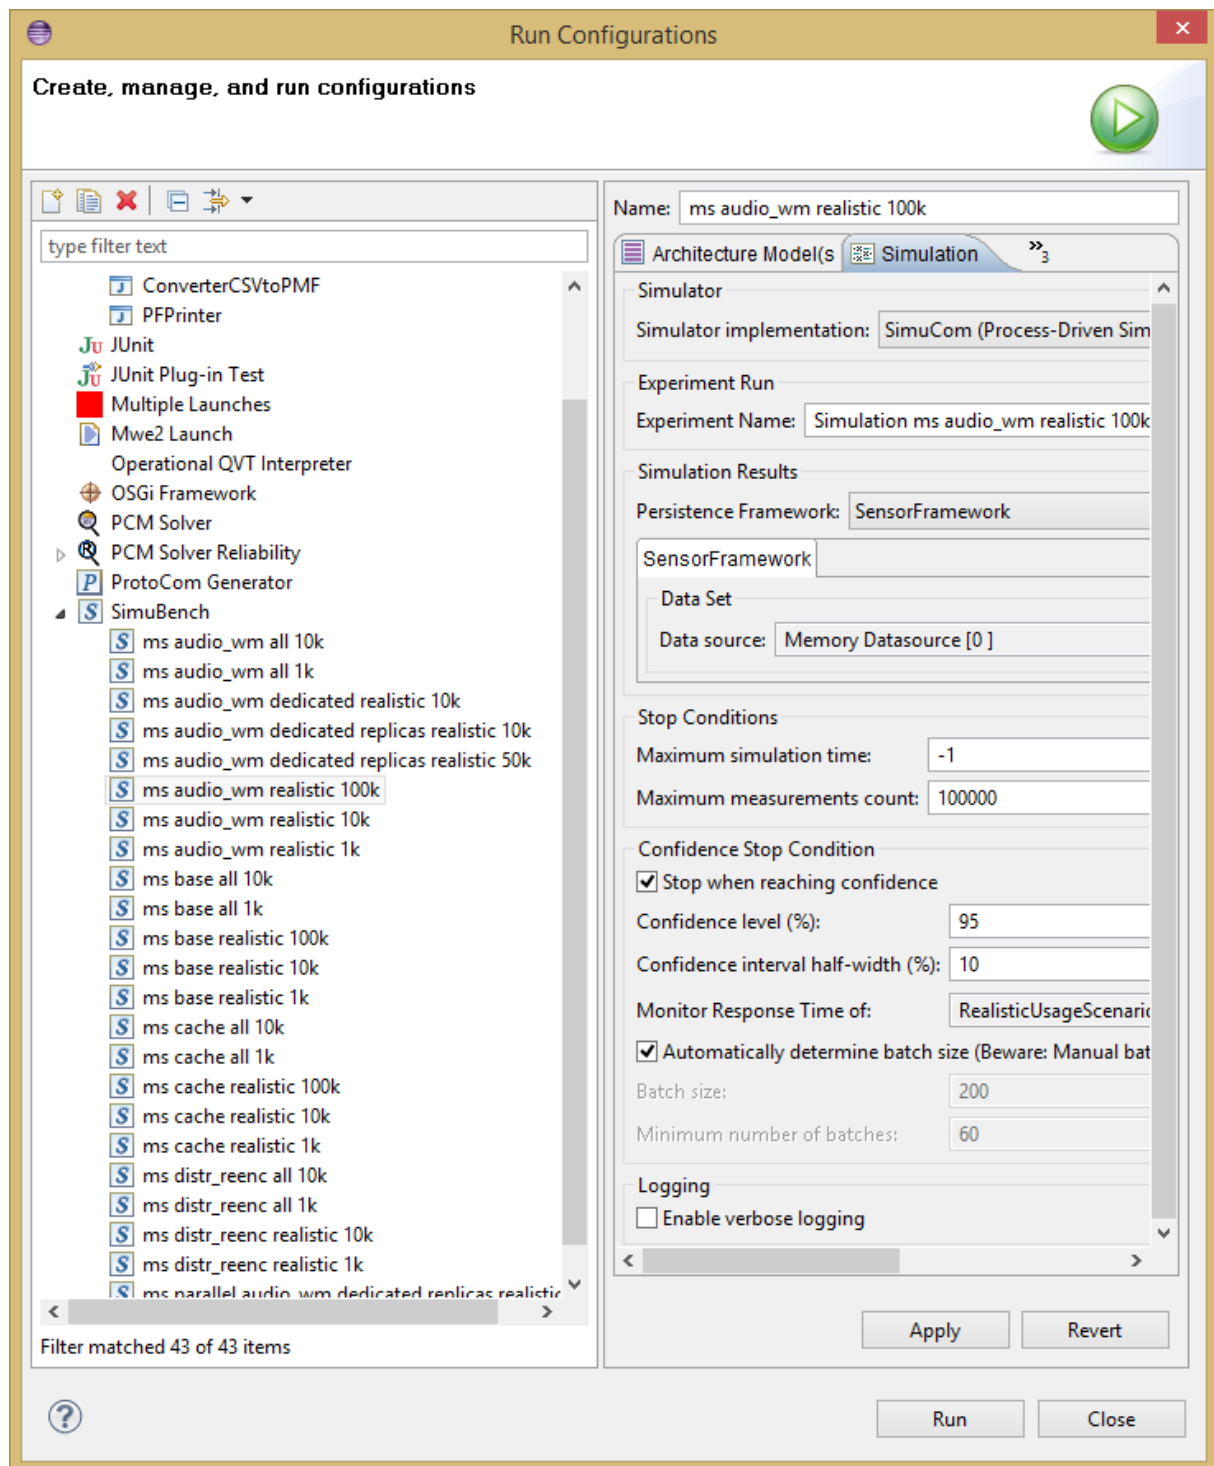 Run Configurations
Create, manage, and run configurations
type filter text
ConverterCSVtoPMF
PFPrinter
JUnit
JUnit Plug-in Test
Multiple Launches
Mwe2 Launch
Operational QVT Interpreter
OSGi Framework
PCM Solver
PCM Solver Reliability
ProtoCom Generator
SimuBench
ms audio_wm all 10k
ms audio_wm all 1k
ms audio_wm dedicated realistic 10k
ms audio_wm dedicated replicas realistic 10k
ms audio_wm dedicated replicas realistic 50k
ms audio_wm realistic 100k
ms audio_wm realistic 10k
ms audio_wm realistic 1k
ms base all 10k
ms base all 1k
ms base realistic 100k
ms base realistic 10k
ms base realistic 1k
ms cache all 10k
ms cache all 1k
ms cache realistic 100k
ms cache realistic 10k
ms cache realistic 1k
ms distr_reenc all 10k
ms distr_reenc all 1k
ms distr_reenc realistic 10k
ms distr_reenc realistic 1k
ms parallel audio_wm dedicated replicas realistic
Filter matched 43 of 43 items
Name: ms audio_wm realistic 100k
Architecture Model(s Simulation »3
Simulator
Simulator implementation: SimuCom (Process-Driven Sim
Experiment Run
Experiment Name: Simulation ms audio_wm realistic 100k
Simulation Results
Persistence Framework: SensorFramework
SensorFramework
Data Set
Data source: Memory Datasource [0 ]
Stop Conditions
Maximum simulation time: -1
Maximum measurements count: 100000
Confidence Stop Condition
Stop when reaching confidence
Confidence level (%): 95
Confidence interval half-width (%): 10
Monitor Response Time of: RealisticUsageScenario
Automatically determine batch size (Beware: Manual bat
Batch size: 200
Minimum number of batches: 60
Logging
Enable verbose logging
Apply Revert
Run Close